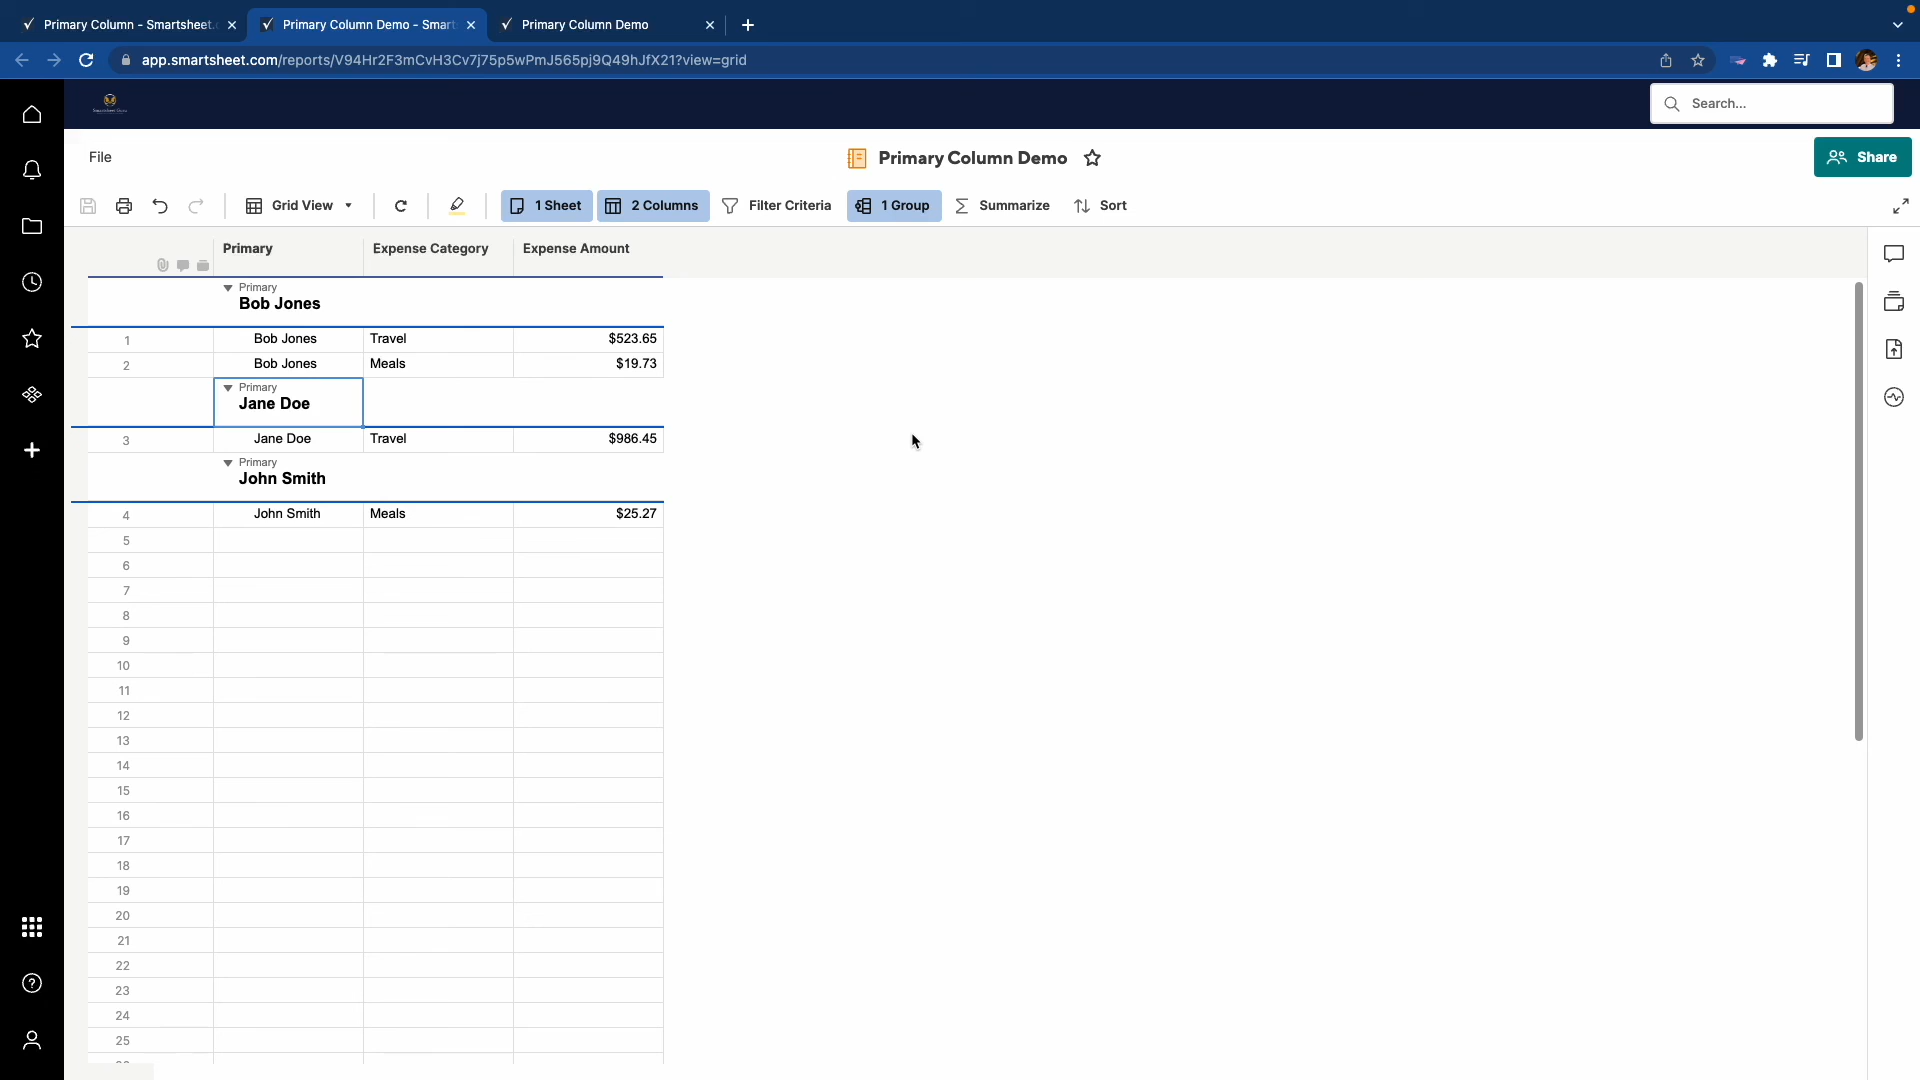 Primary Column - Smartsheet.
Primary Column Demo - Smart
Primary Column Demo
app.smartsheet.com/reports/V94Hr2F3mCvH3Cv7j75p5wPmJ565pj9Q49hJfX21?view=grid
Search...
File
Primary Column Demo
Share
Grid View
1 Sheet
2 Columns
Filter Criteria
1 Group
Summarize
Sort
Primary Expense Category Expense Amount
Primary
Bob Jones
1 Bob Jones Travel $523.65
2 Bob Jones Meals $19.73
Primary
Jane Doe
3 Jane Doe Travel $986.45
Primary
John Smith
4 John Smith Meals $25.27
5
6
7
8
9
10
11
12
13
14
15
16
17
18
19
20
21
22
23
24
25